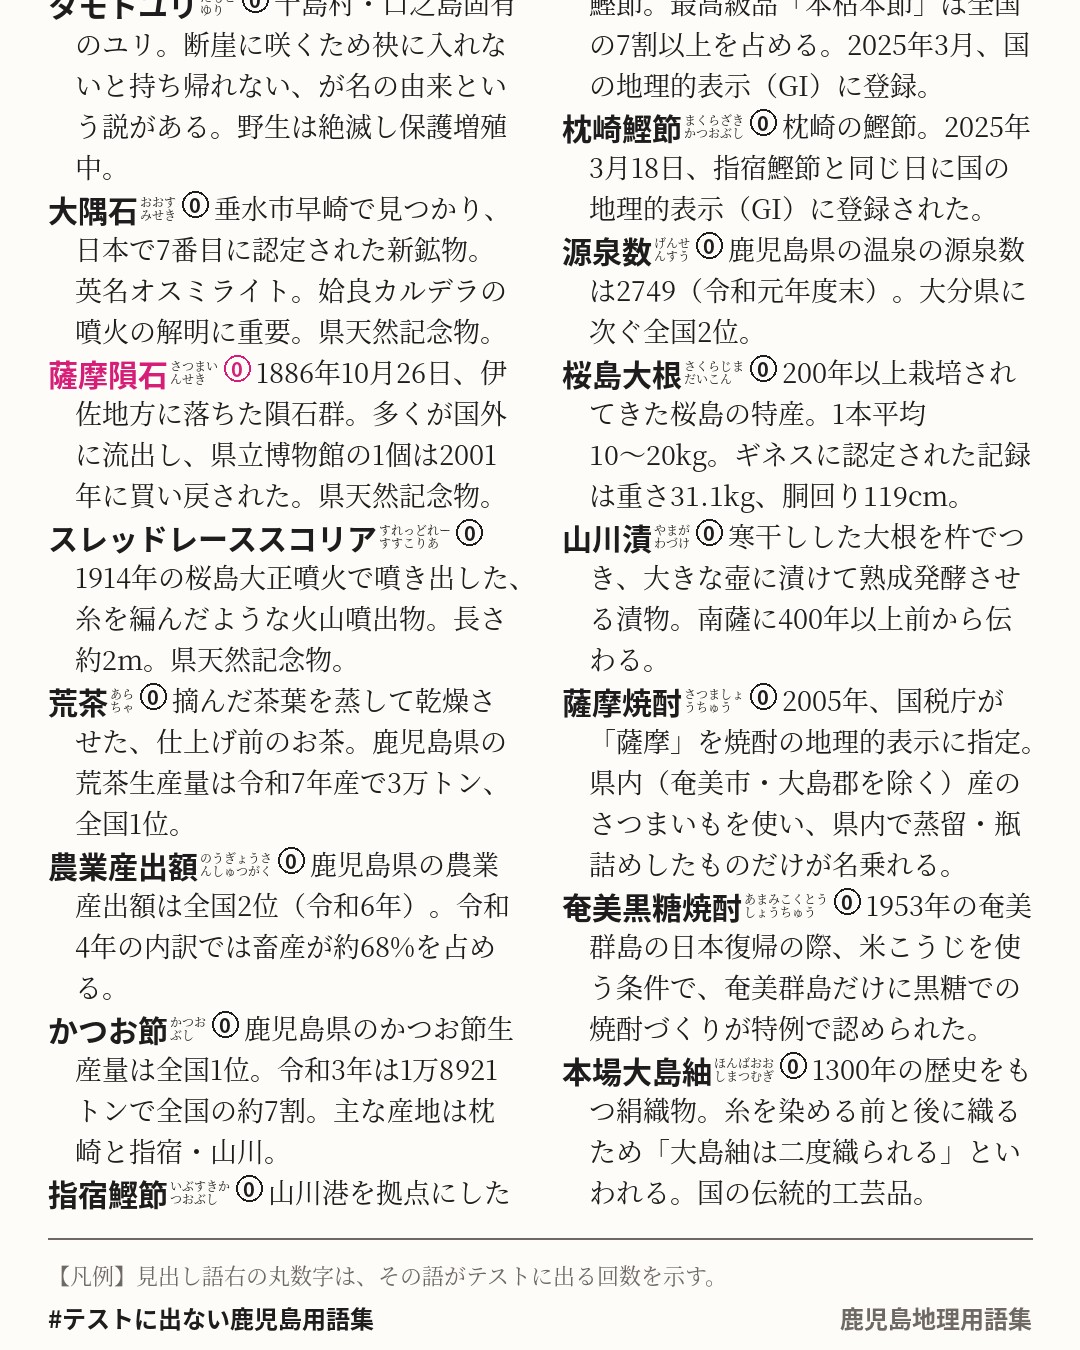 タモトユリ ⓪ 十島村・口之島固有
のユリ。断崖に咲くため袂に入れな
いと持ち帰れない、が名の由来とい
う説がある。野生は絶滅し保護増殖
中。
大隅石 おおすみせき ⓪ 垂水市早崎で見つかり、
日本で7番目に認定された新鉱物。
英名オスミライト。姶良カルデラの
噴火の解明に重要。県天然記念物。
薩摩隕石 さつまいんせき ⓪ 1886年10月26日、伊
佐地方に落ちた隕石群。多くが国外
に流出し、県立博物館の1個は2001
年に買い戻された。県天然記念物。
スレッドレーススコリア すれっどれーすすこりあ ⓪
1914年の桜島大正噴火で噴き出した、
糸を編んだような火山噴出物。長さ
約2m。県天然記念物。
荒茶 あらちゃ ⓪ 摘んだ茶葉を蒸して乾燥さ
せた、仕上げ前のお茶。鹿児島県の
荒茶生産量は令和7年産で3万トン、
全国1位。
農業産出額 のうぎょうさんしゅつがく ⓪ 鹿児島県の農業
産出額は全国2位（令和6年）。令和
4年の内訳では畜産が約68%を占め
る。
かつお節 かつおぶし ⓪ 鹿児島県のかつお節生
産量は全国1位。令和3年は1万8921
トンで全国の約7割。主な産地は枕
崎と指宿・山川。
指宿鰹節 いぶすきかつおぶし ⓪ 山川港を拠点にした
鰹節。最高級品「本枯本節」は全国
の7割以上を占める。2025年3月、国
の地理的表示（GI）に登録。
枕崎鰹節 まくらざきかつおぶし ⓪ 枕崎の鰹節。2025年
3月18日、指宿鰹節と同じ日に国の
地理的表示（GI）に登録された。
源泉数 げんせんすう ⓪ 鹿児島県の温泉の源泉数
は2749（令和元年度末）。大分県に
次ぐ全国2位。
桜島大根 さくらじまだいこん ⓪ 200年以上栽培され
てきた桜島の特産。1本平均
10〜20kg。ギネスに認定された記録
は重さ31.1kg、胴回り119cm。
山川漬 やまがわづけ ⓪ 寒干しした大根を杵でつ
き、大きな壺に漬けて熟成発酵させ
る漬物。南薩に400年以上前から伝
わる。
薩摩焼酎 さつましょうちゅう ⓪ 2005年、国税庁が
「薩摩」を焼酎の地理的表示に指定。
県内（奄美市・大島郡を除く）産の
さつまいもを使い、県内で蒸留・瓶
詰めしたものだけが名乗れる。
奄美黒糖焼酎 あまみこくとうしょうちゅう ⓪ 1953年の奄美
群島の日本復帰の際、米こうじを使
う条件で、奄美群島だけに黒糖での
焼酎づくりが特例で認められた。
本場大島紬 ほんばおおしまつむぎ ⓪ 1300年の歴史をも
つ絹織物。糸を染める前と後に織る
ため「大島紬は二度織られる」とい
われる。国の伝統的工芸品。
【凡例】見出し語右の丸数字は、その語がテストに出る回数を示す。
#テストに出ない鹿児島用語集
鹿児島地理用語集